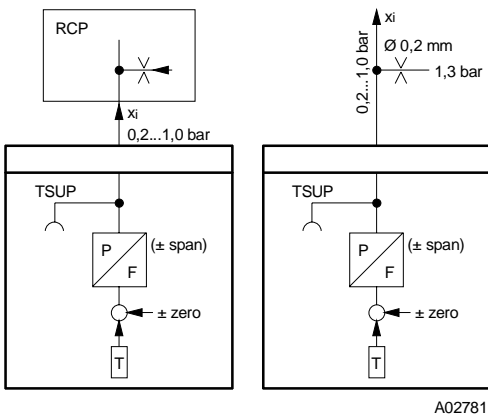 RCP
xi
0,2...1,0 bar
TSUP
P
F
(± span)
± zero
T
xi
0,2...1,0 bar
Ø 0,2 mm
1,3 bar
TSUP
P
F
(± span)
± zero
T
A02781